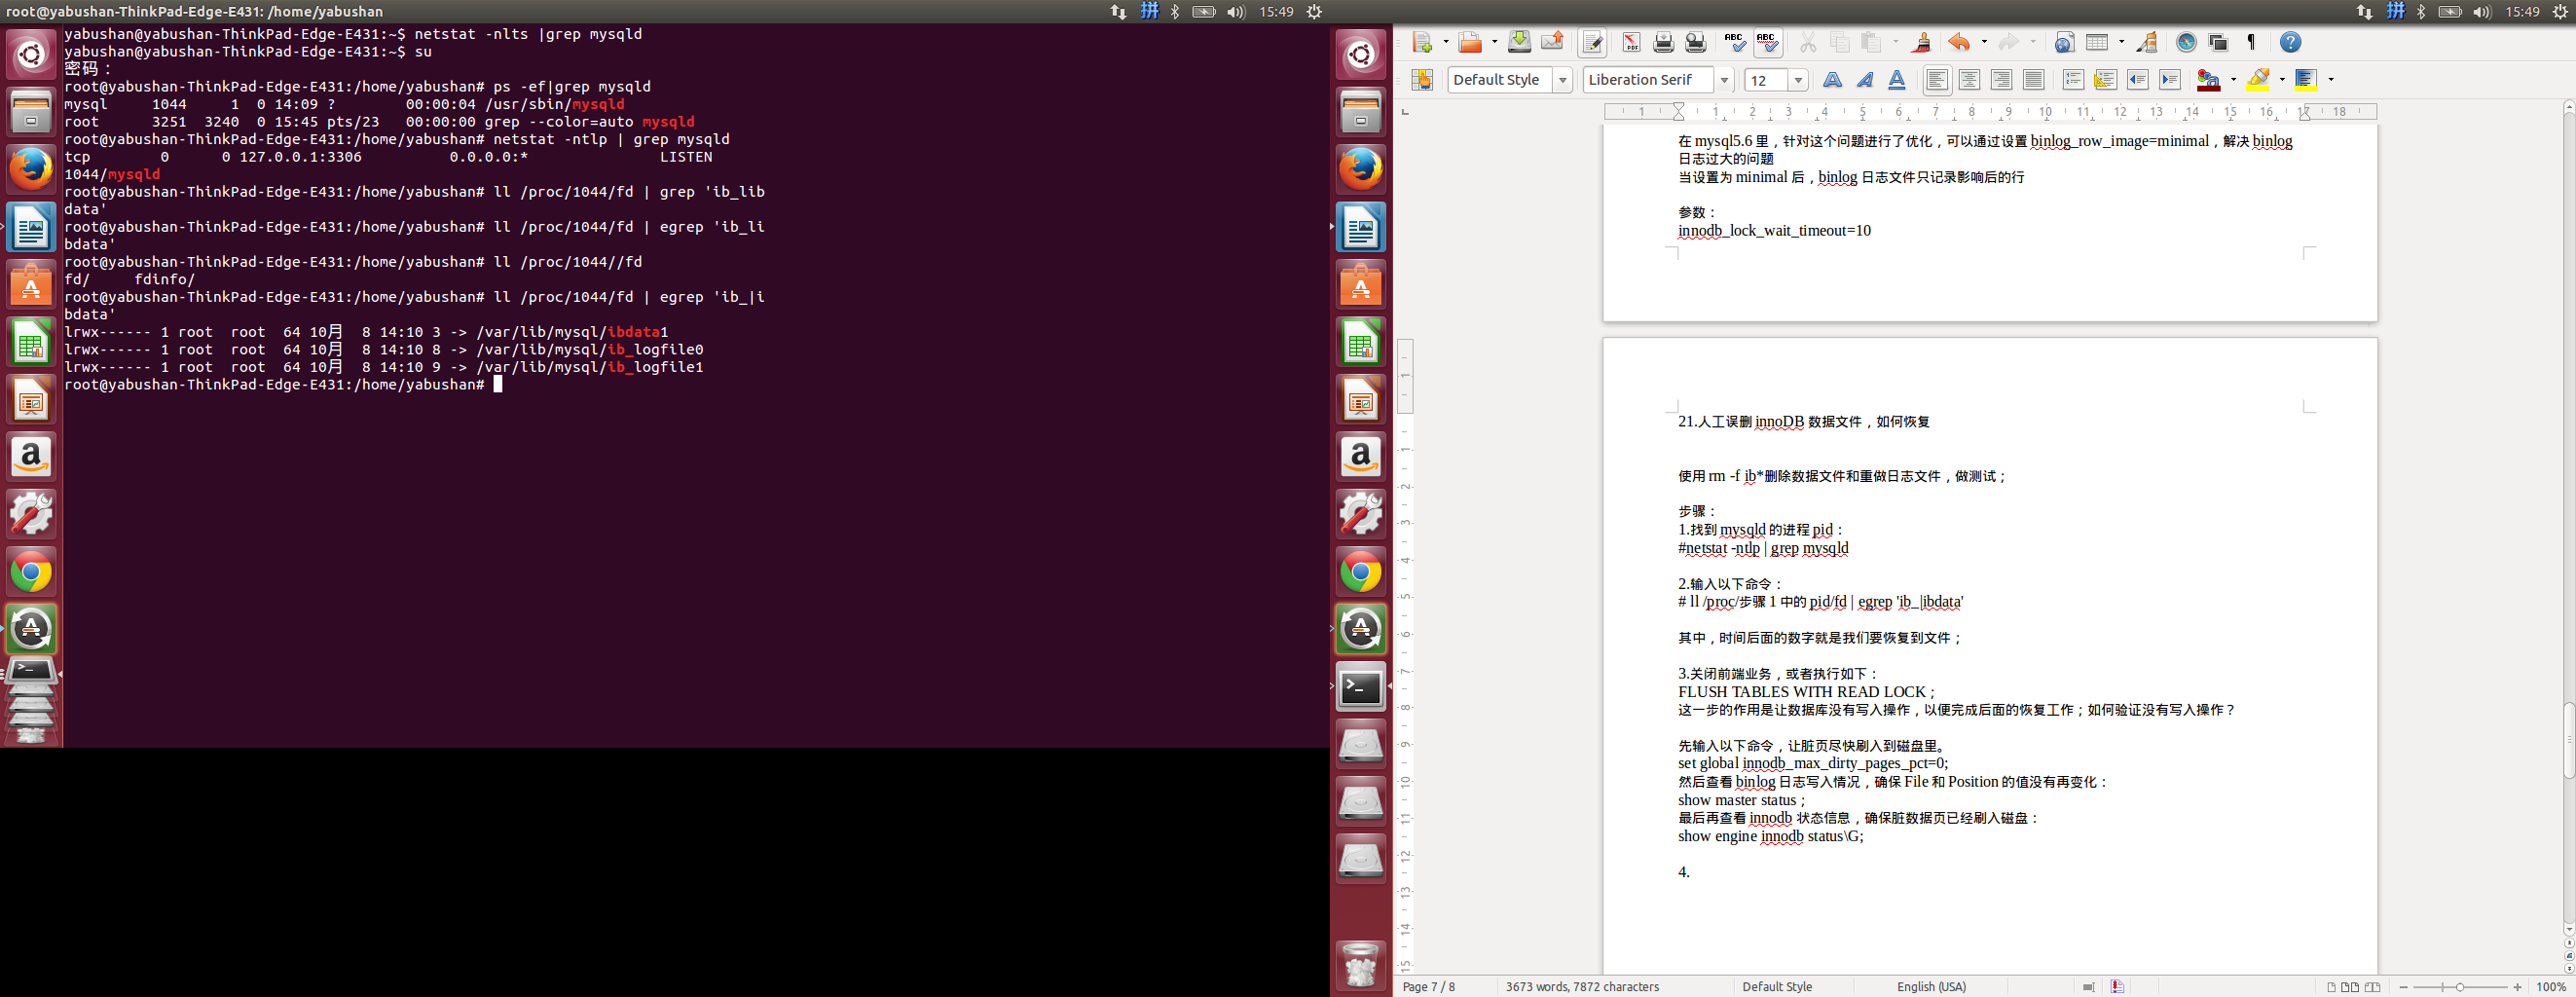 root@yabushan-ThinkPad-Edge-E431: /home/yabushan
15:49
15:49
yabushan@yabushan-ThinkPad-Edge-E431:~$ netstat -nlts |grep mysqld
yabushan@yabushan-ThinkPad-Edge-E431:~$ su
密码：
root@yabushan-ThinkPad-Edge-E431:/home/yabushan# ps -ef|grep mysqld
mysql     1044     1  0 14:09 ?        00:00:04 /usr/sbin/mysqld
root      3251  3240  0 15:45 pts/23   00:00:00 grep --color=auto mysqld
root@yabushan-ThinkPad-Edge-E431:/home/yabushan# netstat -ntlp | grep mysqld
tcp        0      0 127.0.0.1:3306          0.0.0.0:*               LISTEN
1044/mysqld
root@yabushan-ThinkPad-Edge-E431:/home/yabushan# ll /proc/1044/fd | grep 'ib_lib
data'
root@yabushan-ThinkPad-Edge-E431:/home/yabushan# ll /proc/1044/fd | egrep 'ib_li
bdata'
root@yabushan-ThinkPad-Edge-E431:/home/yabushan# ll /proc/1044//fd
fd/     fdinfo/
root@yabushan-ThinkPad-Edge-E431:/home/yabushan# ll /proc/1044/fd | egrep 'ib_|i
bdata'
lrwx------ 1 root  root  64 10月  8 14:10 3 -> /var/lib/mysql/ibdata1
lrwx------ 1 root  root  64 10月  8 14:10 8 -> /var/lib/mysql/ib_logfile0
lrwx------ 1 root  root  64 10月  8 14:10 9 -> /var/lib/mysql/ib_logfile1
root@yabushan-ThinkPad-Edge-E431:/home/yabushan#
Default Style
Liberation Serif
12
1 1 2 3 4 5 6 7 8 9 10 11 12 13 14 15 16 17 18
在 mysql5.6 里，针对这个问题进行了优化，可以通过设置 binlog_row_image=minimal，解决 binlog
日志过大的问题
当设置为 minimal 后，binlog 日志文件只记录影响后的行
参数：
innodb_lock_wait_timeout=10
21.人工误删 innoDB 数据文件，如何恢复
使用 rm -f ib*删除数据文件和重做日志文件，做测试；
步骤：
1.找到 mysqld 的进程 pid：
#netstat -ntlp | grep mysqld
2.输入以下命令：
# ll /proc/步骤 1 中的 pid/fd | egrep 'ib_|ibdata'
其中，时间后面的数字就是我们要恢复到文件；
3.关闭前端业务，或者执行如下：
FLUSH TABLES WITH READ LOCK；
这一步的作用是让数据库没有写入操作，以便完成后面的恢复工作；如何验证没有写入操作？
先输入以下命令，让脏页尽快刷入到磁盘里。
set global innodb_max_dirty_pages_pct=0;
然后查看 binlog 日志写入情况，确保 File 和 Position 的值没有再变化：
show master status；
最后再查看 innodb 状态信息，确保脏数据页已经刷入磁盘：
show engine innodb status\G;
4.
Page 7 / 8
3673 words, 7872 characters
Default Style
English (USA)
100%